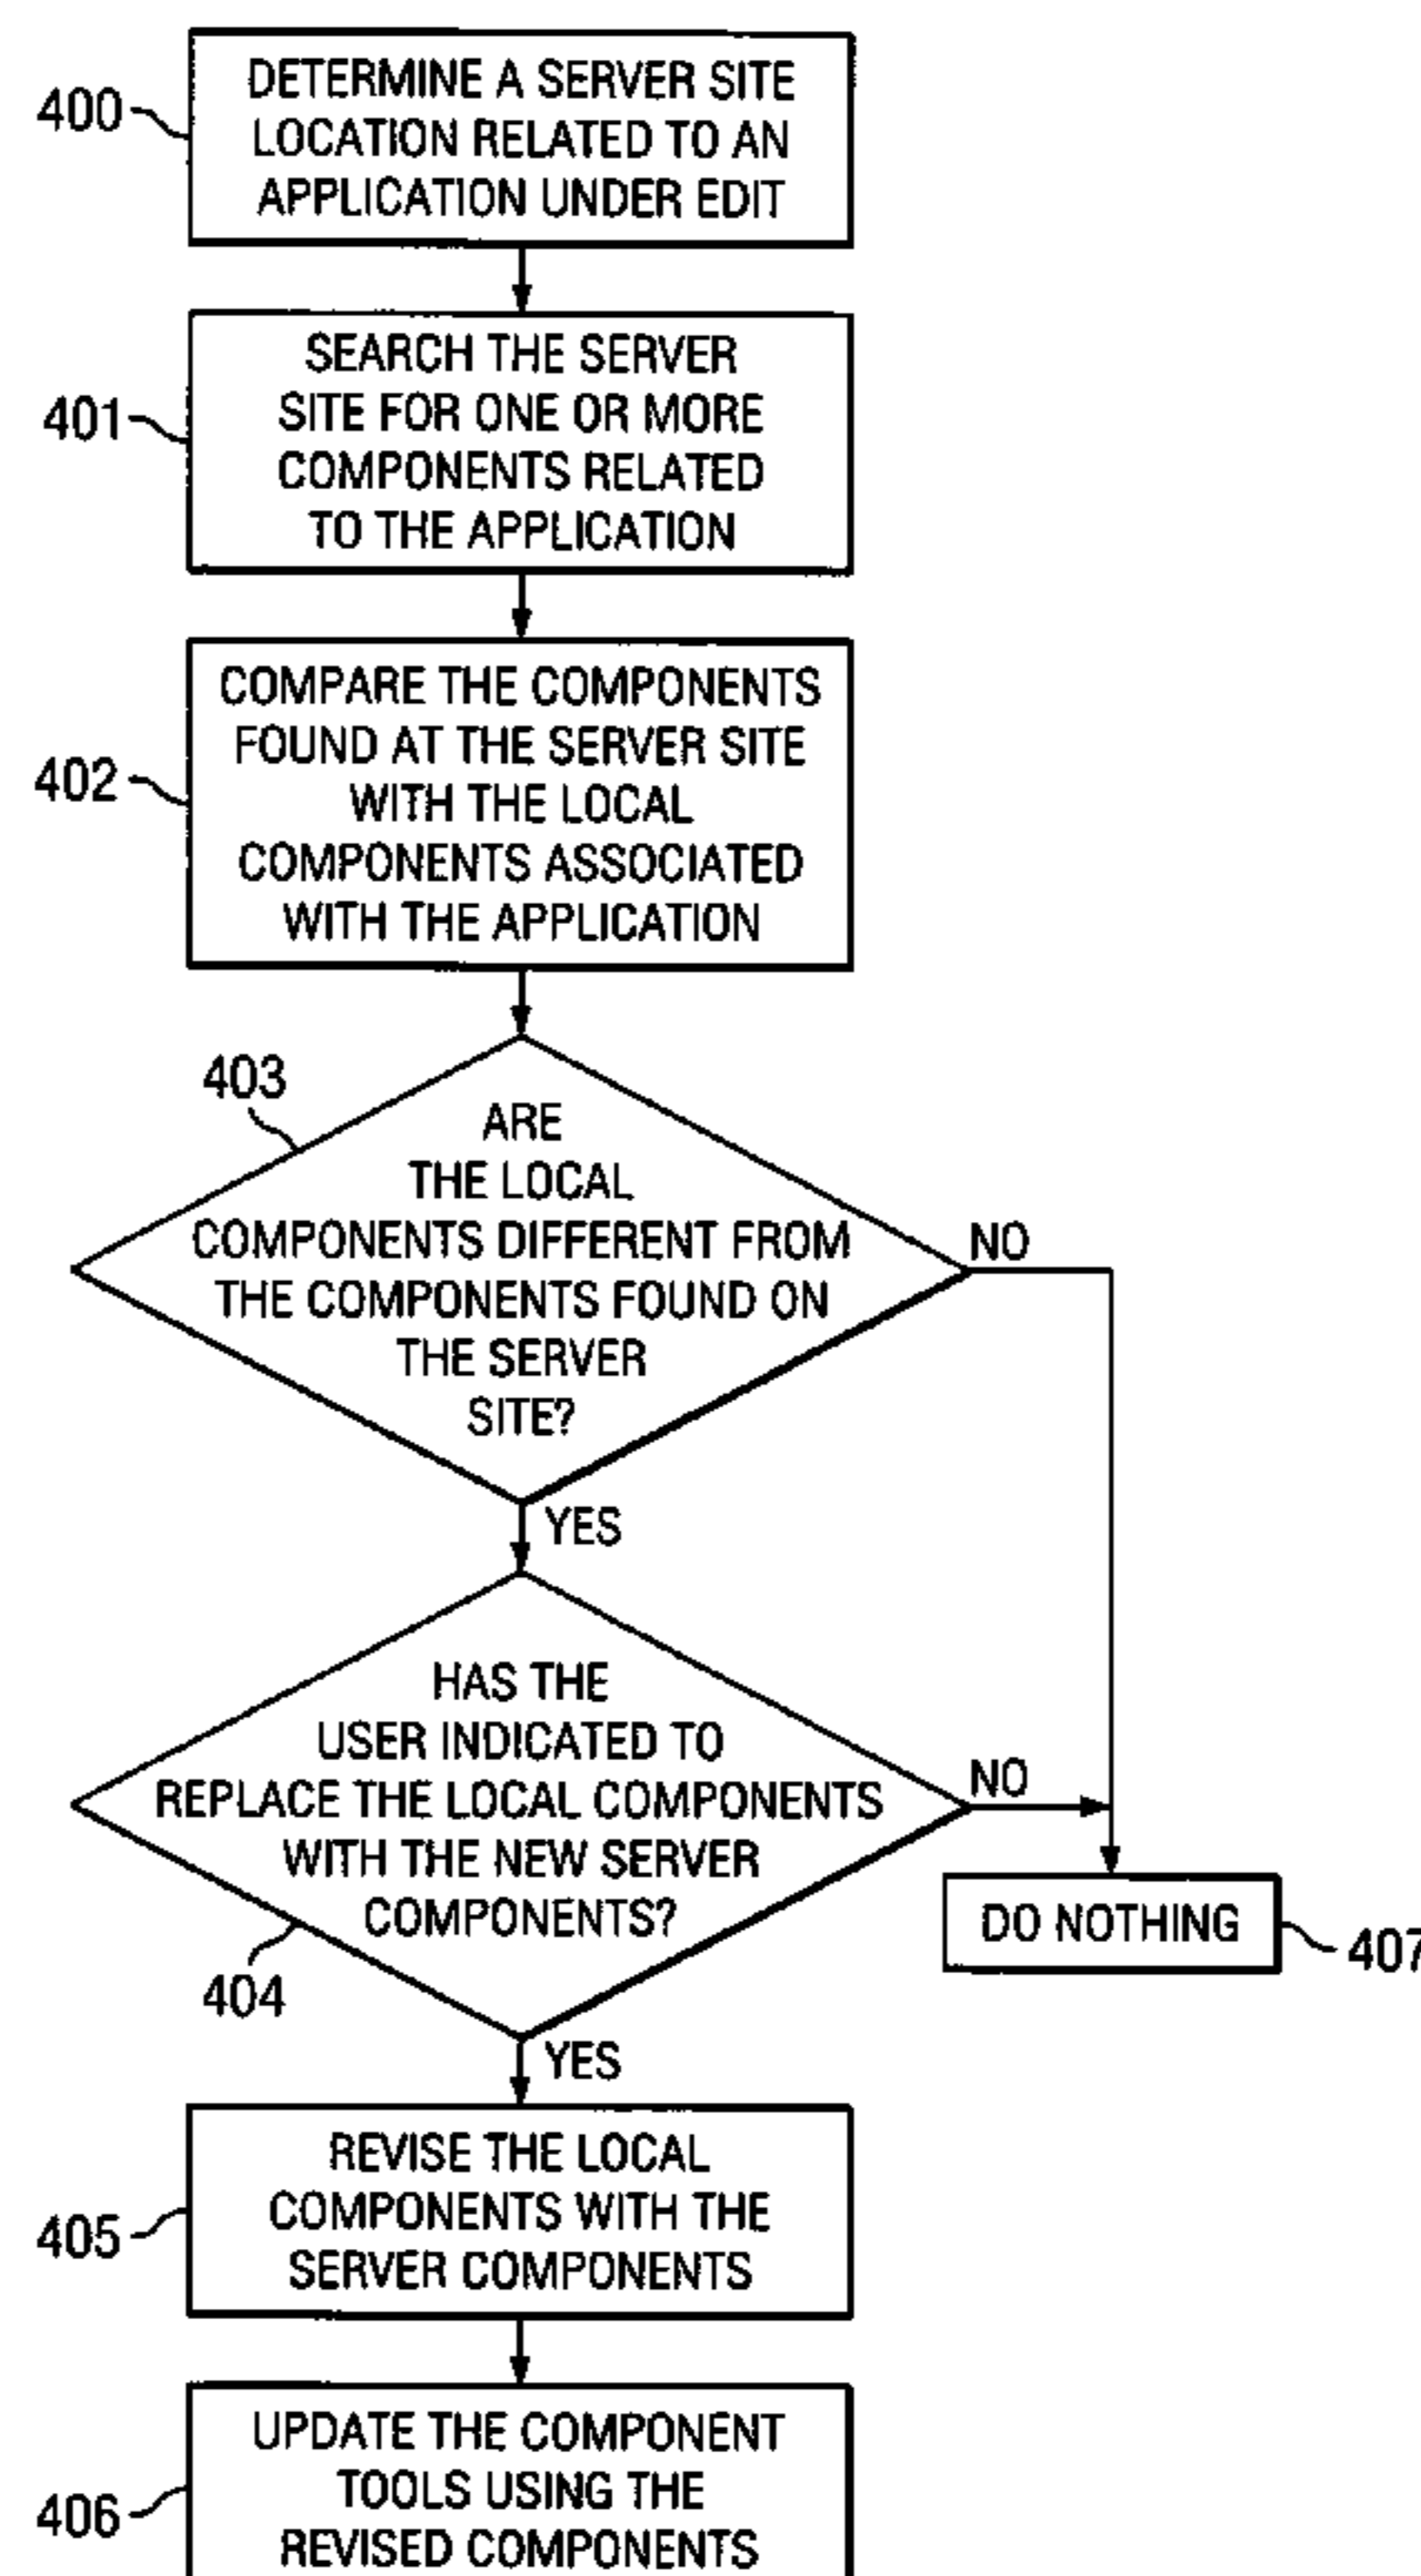 400
DETERMINE A SERVER SITE
LOCATION RELATED TO AN
APPLICATION UNDER EDIT
401
SEARCH THE SERVER
SITE FOR ONE OR MORE
COMPONENTS RELATED
TO THE APPLICATION
402
COMPARE THE COMPONENTS
FOUND AT THE SERVER SITE
WITH THE LOCAL
COMPONENTS ASSOCIATED
WITH THE APPLICATION
403
ARE
THE LOCAL
COMPONENTS DIFFERENT FROM
THE COMPONENTS FOUND ON
THE SERVER
SITE?
NO
YES
HAS THE
USER INDICATED TO
REPLACE THE LOCAL COMPONENTS
WITH THE NEW SERVER
COMPONENTS?
404
NO
DO NOTHING
407
YES
405
REVISE THE LOCAL
COMPONENTS WITH THE
SERVER COMPONENTS
406
UPDATE THE COMPONENT
TOOLS USING THE
REVISED COMPONENTS